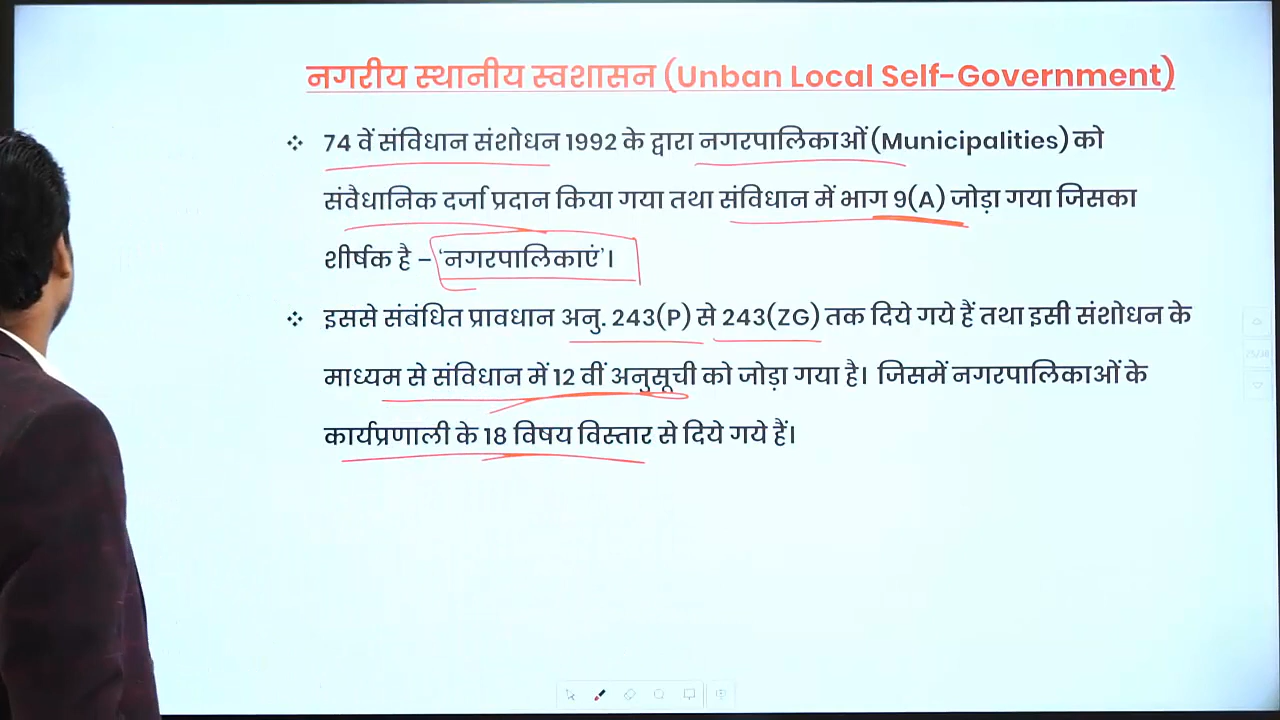 नगरीय स्थानीय स्वशासन (Unban Local Self-Government)
❖ 74 वें संविधान संशोधन 1992 के द्वारा नगरपालिकाओं (Municipalities) को
संवैधानिक दर्जा प्रदान किया गया तथा संविधान में भाग 9(A) जोड़ा गया जिसका
शीर्षक है – ‘नगरपालिकाएं’।
❖ इससे संबंधित प्रावधान अनु. 243(P) से 243(ZG) तक दिये गये हैं तथा इसी संशोधन के
माध्यम से संविधान में 12 वीं अनुसूची को जोड़ा गया है। जिसमें नगरपालिकाओं के
कार्यप्रणाली के 18 विषय विस्तार से दिये गये हैं।